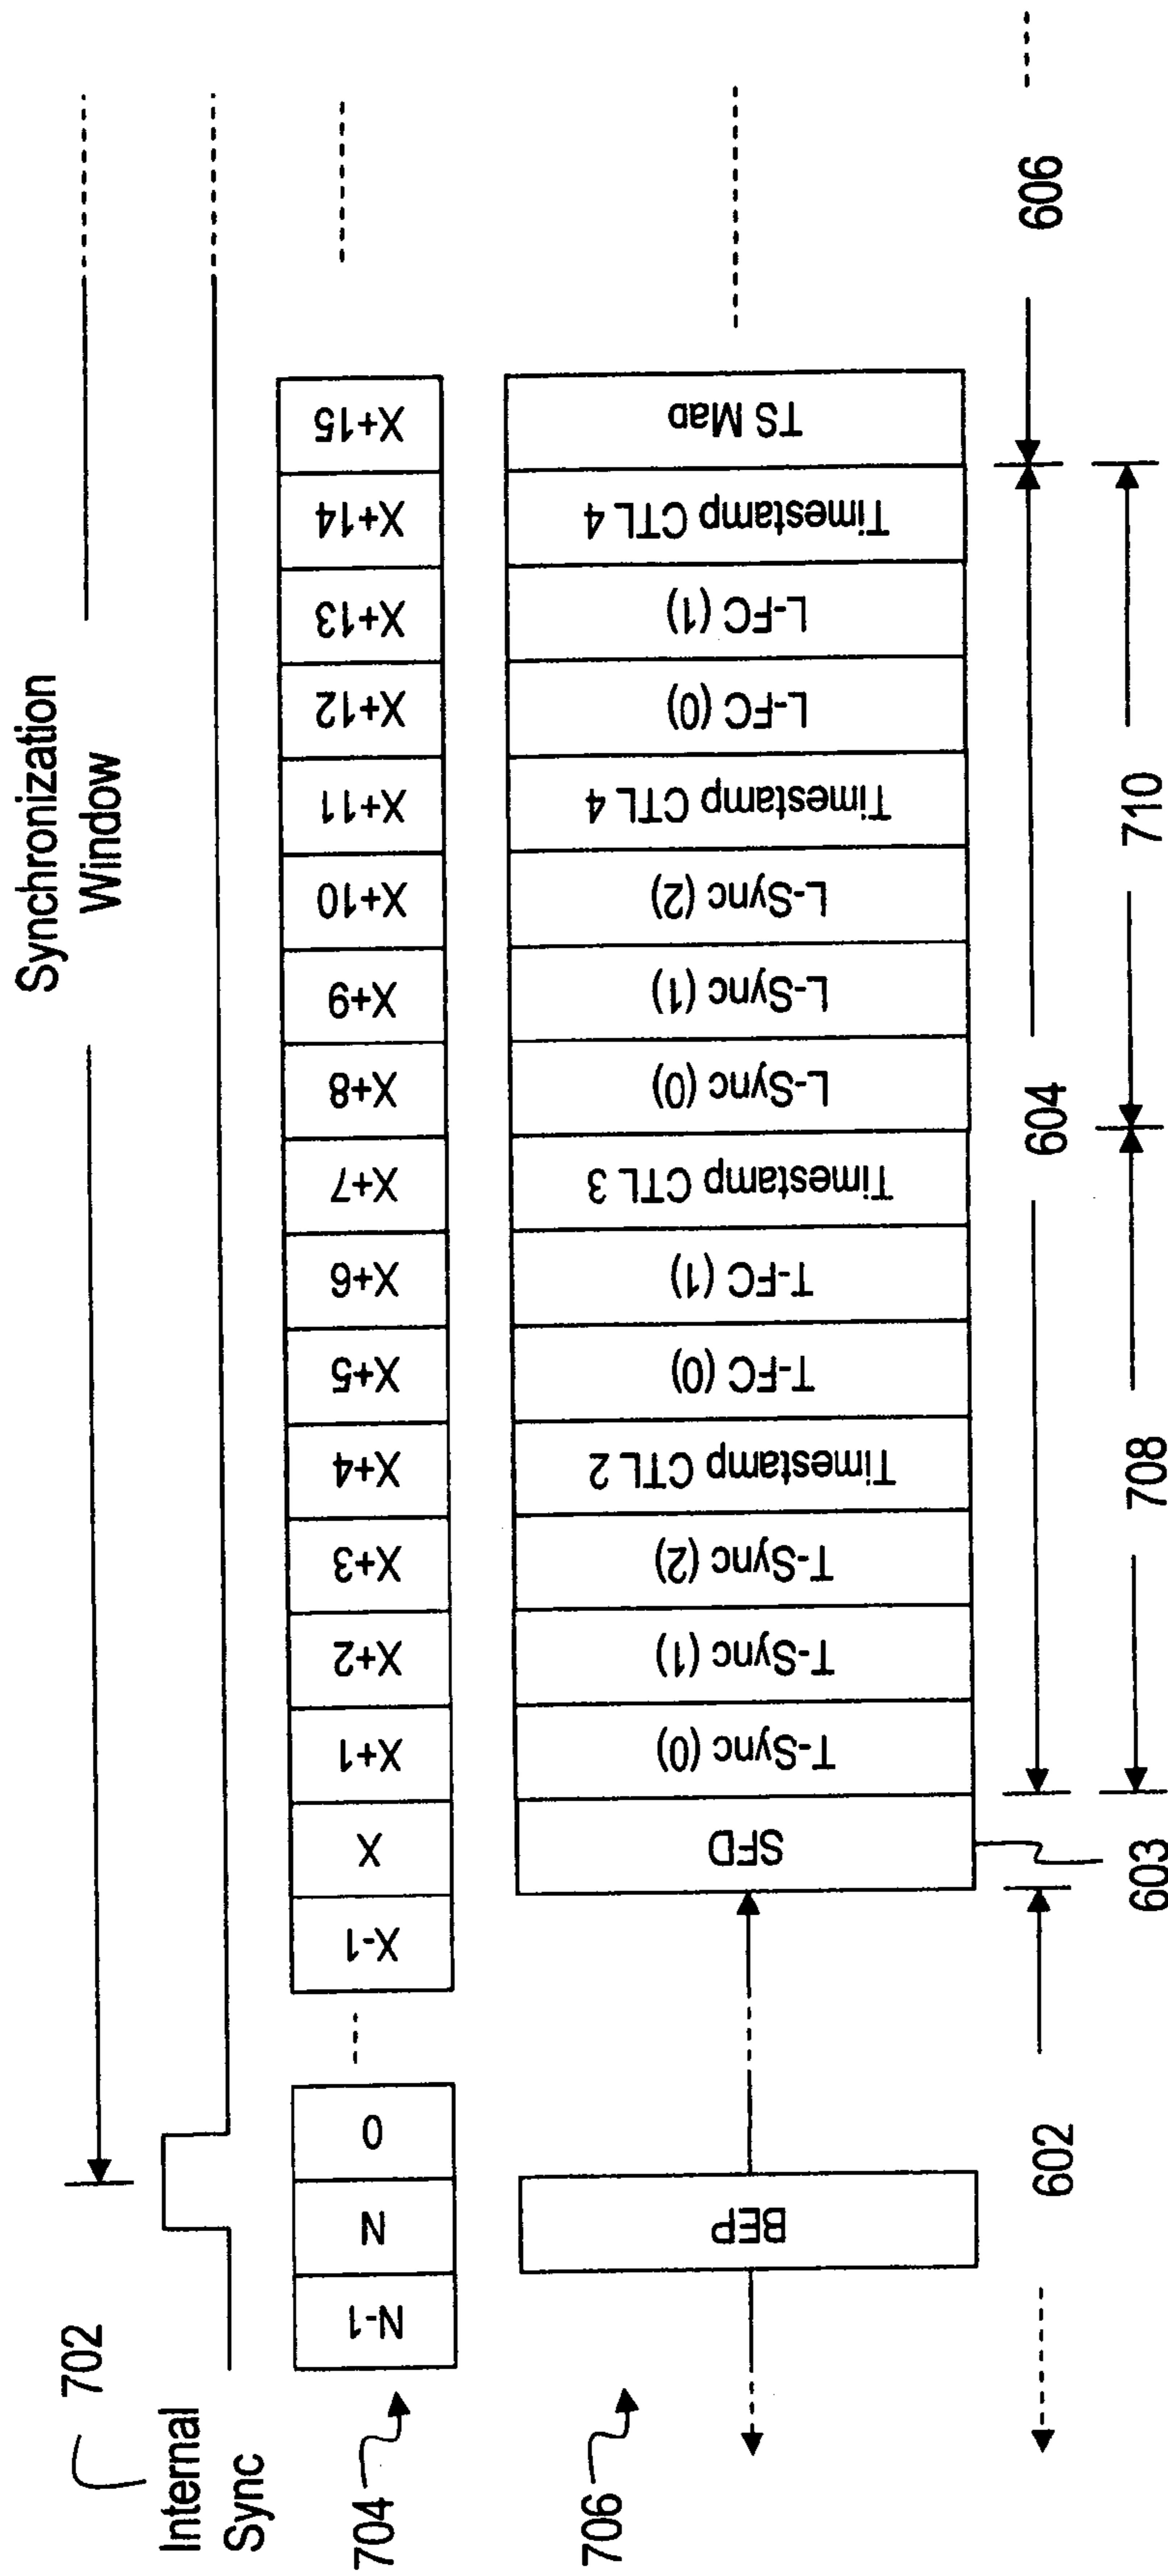 Synchronization
Window
702
Internal
Sync
704
N-1
N
0
X-1
X
X+1
X+2
X+3
X+4
X+5
X+6
X+7
X+8
X+9
X+10
X+11
X+12
X+13
X+14
X+15
706
BEP
SFD
T-Sync (0)
T-Sync (1)
T-Sync (2)
Timestamp CTL 2
T-FC (0)
T-FC (1)
Timestamp CTL 3
L-Sync (0)
L-Sync (1)
L-Sync (2)
Timestamp CTL 4
L-FC (0)
L-FC (1)
Timestamp CTL 4
TS Map
602
604
606
603
708
710